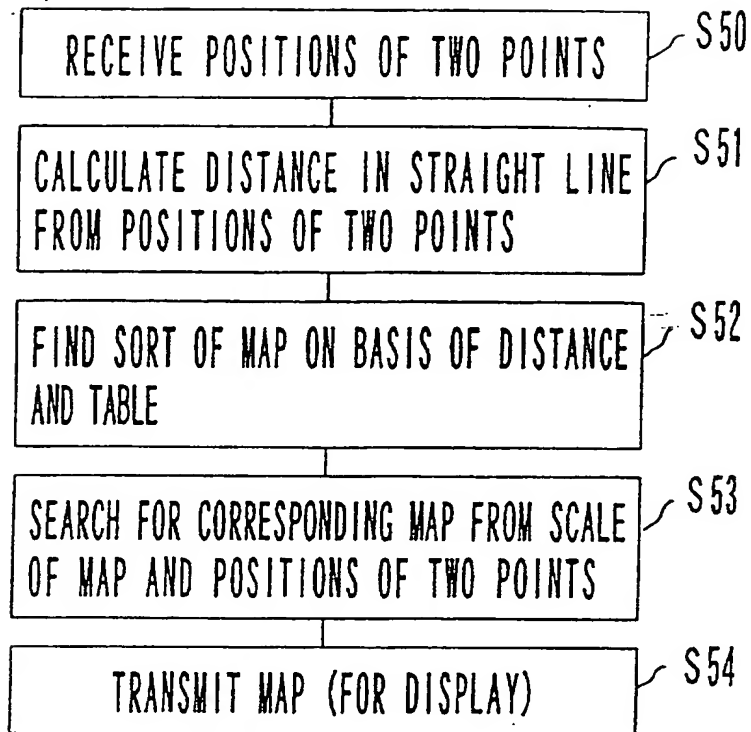 RECEIVE POSITIONS OF TWO POINTS
S50
CALCULATE DISTANCE IN STRAIGHT LINE
FROM POSITIONS OF TWO POINTS
S51
FIND SORT OF MAP ON BASIS OF DISTANCE
AND TABLE
S52
SEARCH FOR CORRESPONDING MAP FROM SCALE
OF MAP AND POSITIONS OF TWO POINTS
S53
TRANSMIT MAP (FOR DISPLAY)
S54